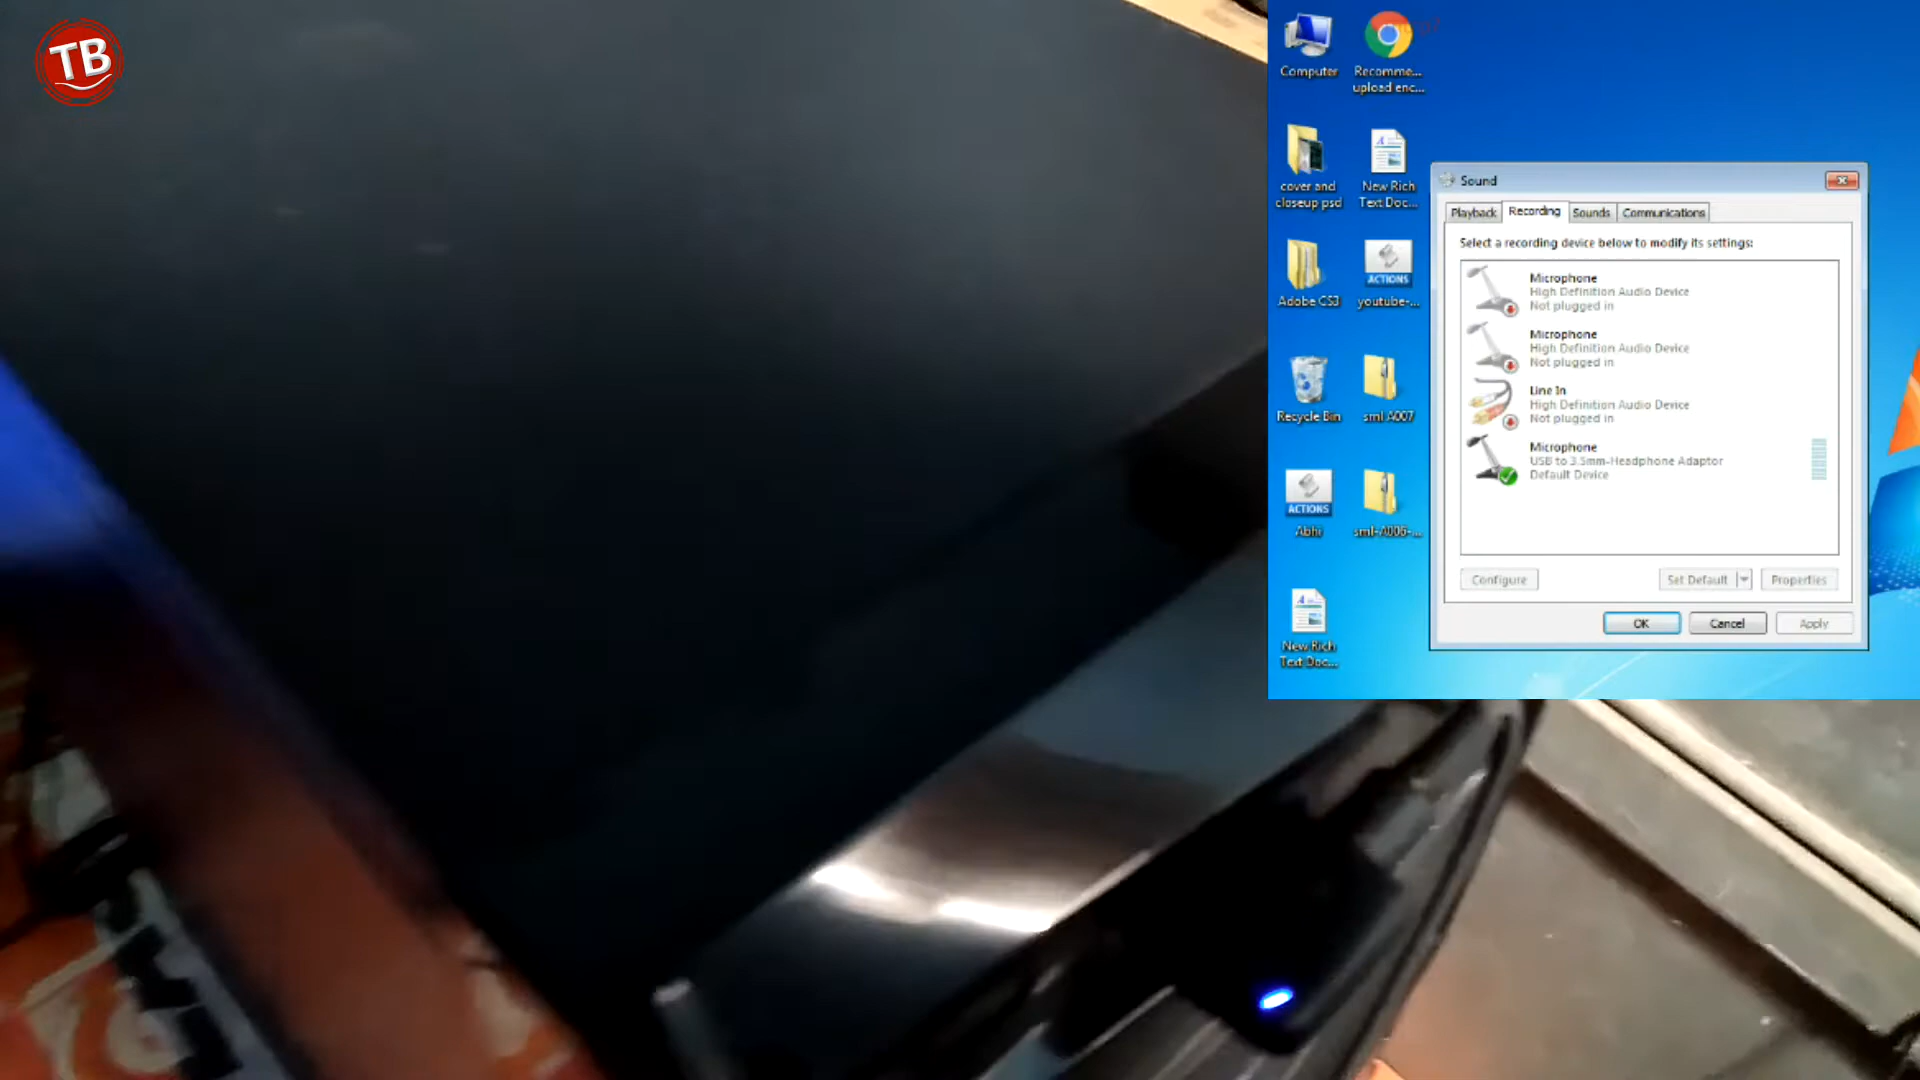 TB
Computer
Recomme...
upload enc...
cover and
closeup psd
New Rich
Text Doc...
Adobe CS3
ACTIONS
youtube-...
Recycle Bin
sml A007
ACTIONS
Abhi
sml-A006-...
New Rich
Text Doc...
Sound
Playback
Recording
Sounds
Communications
Select a recording device below to modify its settings:
Microphone
High Definition Audio Device
Not plugged in
Microphone
High Definition Audio Device
Not plugged in
Line In
High Definition Audio Device
Not plugged in
Microphone
USB to 3.5mm-Headphone Adaptor
Default Device
Configure
Set Default
Properties
OK
Cancel
Apply